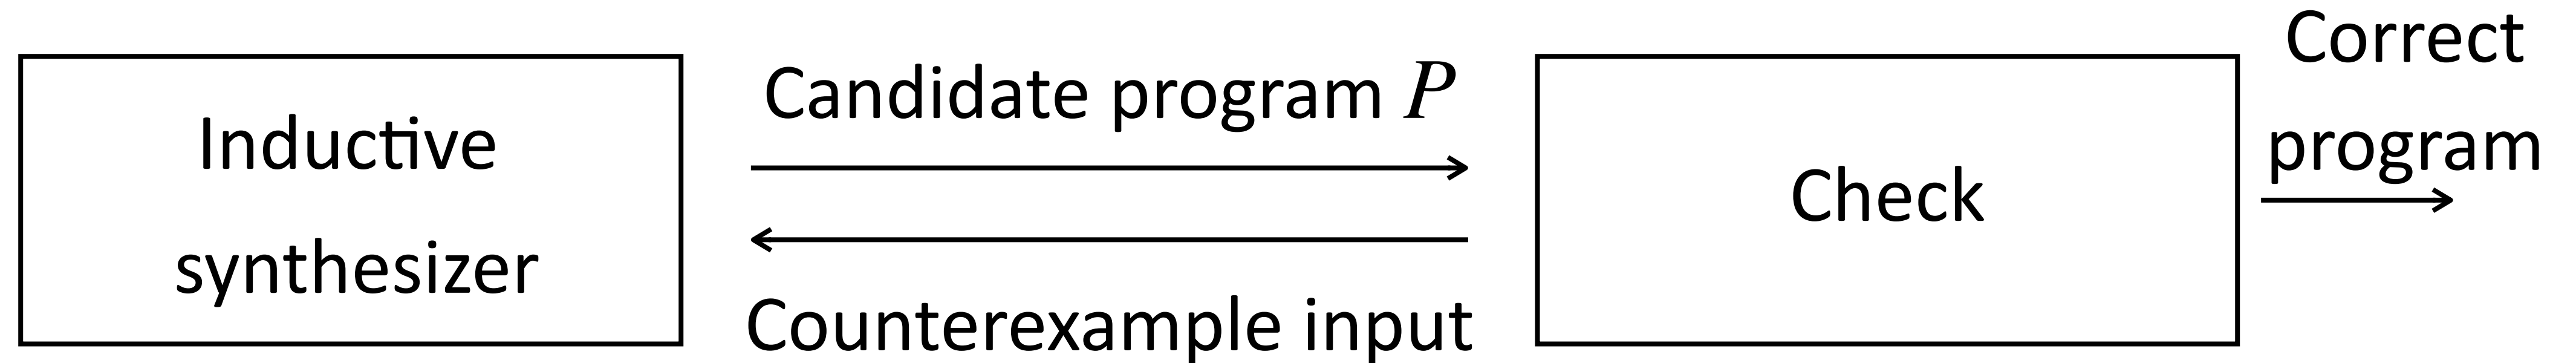 Inductive
synthesizer
Candidate program P
Counterexample input
Check
Correct
program